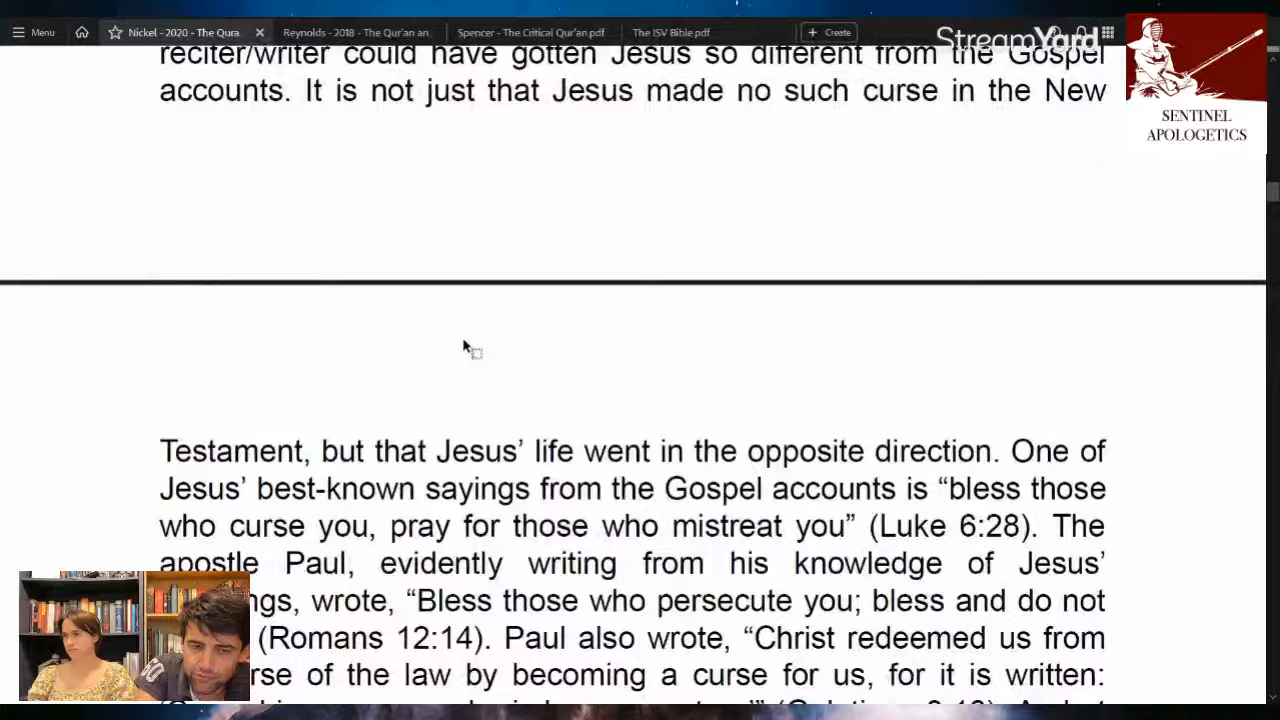 Menu
Nickel - 2020 - The Qura
Reynolds - 2018 - The Qur'an an
Spencer - The Critical Qur'an.pdf
The ISV Bible.pdf
Create
StreamYard
SENTINEL
APOLOGETICS
reciter/writer could have gotten Jesus so different from the Gospel
accounts. It is not just that Jesus made no such curse in the New
Testament, but that Jesus’ life went in the opposite direction. One of
Jesus’ best-known sayings from the Gospel accounts is “bless those
who curse you, pray for those who mistreat you” (Luke 6:28). The
apostle Paul, evidently writing from his knowledge of Jesus’
ngs, wrote, “Bless those who persecute you; bless and do not
(Romans 12:14). Paul also wrote, “Christ redeemed us from
rse of the law by becoming a curse for us, for it is written: